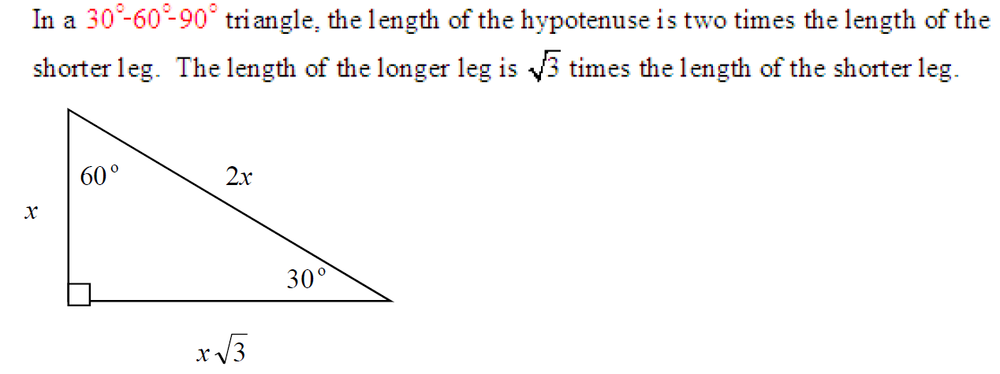 In a 30°-60°-90° triangle, the length of the hypotenuse is two times the length of the
shorter leg. The length of the longer leg is √3 times the length of the shorter leg.
60°
2x
x
30°
x√3